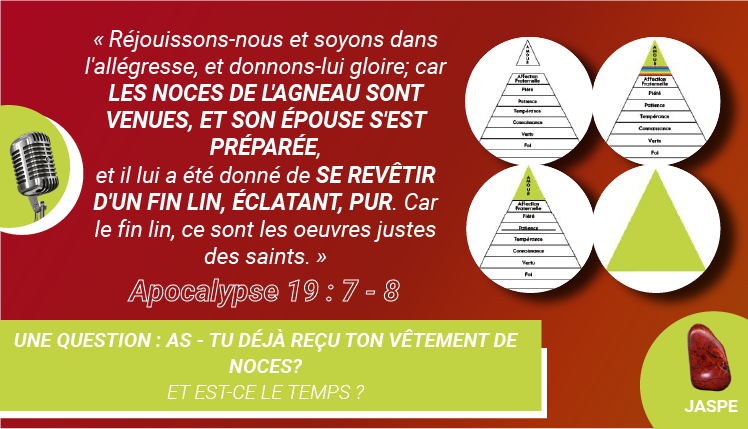 « Réjouissons-nous et soyons dans
l'allégresse, et donnons-lui gloire; car
LES NOCES DE L'AGNEAU SONT
VENUES, ET SON ÉPOUSE S'EST
PRÉPARÉE,
et il lui a été donné de SE REVÊTIR
D'UN FIN LIN, ÉCLATANT, PUR. Car
le fin lin, ce sont les oeuvres justes
des saints. »
Apocalypse 19 : 7 - 8
UNE QUESTION : AS - TU DÉJÀ REÇU TON VÊTEMENT DE
NOCES?
ET EST-CE LE TEMPS ?
AMOUR
Affection
Fraternelle
Piété
Patience
Tempérance
Connaissance
Vertu
Foi
AMOUR
Affection
Fraternelle
Piété
Patience
Tempérance
Connaissance
Vertu
Foi
AMOUR
Affection
Fraternelle
Piété
Patience
Tempérance
Connaissance
Vertu
Foi
JASPE